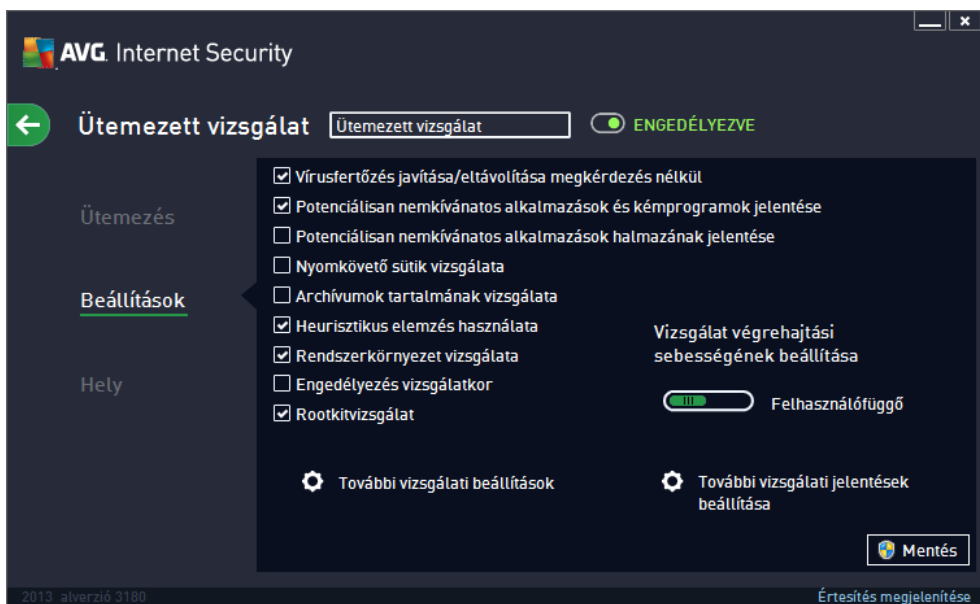 AVG. Internet Security
Ütemezett vizsgálat
Ütemezett vizsgálat
ENGEDÉLYEZVE
Ütemezés
Beállítások
Hely
Vírusfertőzés javítása/eltávolítása megkérdezés nélkül
Potenciálisan nemkívánatos alkalmazások és kémprogramok jelentése
Potenciálisan nemkívánatos alkalmazások halmazának jelentése
Nyomkövető sütik vizsgálata
Archívumok tartalmának vizsgálata
Heurisztikus elemzés használata
Rendszerkörnyezet vizsgálata
Engedélyezés vizsgálatkor
Rootkitvizsgálat
Vizsgálat végrehajtási
sebességének beállítása
Felhasználófüggő
További vizsgálati beállítások
További vizsgálati jelentések
beállítása
Mentés
2013 alverzió 3180
Értesítés megjelenítése